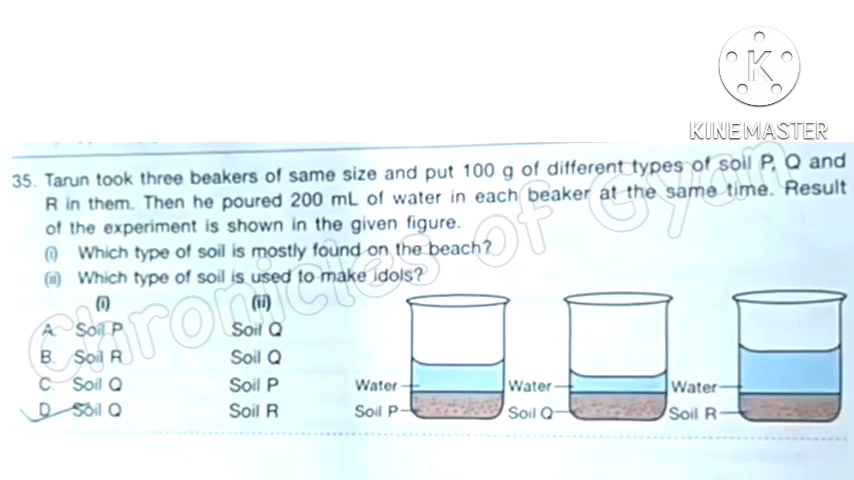 K
KINEMASTER
35. Tarun took three beakers of same size and put 100 g of different types of soil P, Q and
R in them. Then he poured 200 mL of water in each beaker at the same time. Result
of the experiment is shown in the given figure.
(i) Which type of soil is mostly found on the beach?
(ii) Which type of soil is used to make idols?
(i) (ii)
A. Soil P Soil Q
B. Soil R Soil Q
C. Soil Q Soil P
D. Soil Q Soil R
Water
Soil P
Water
Soil Q
Water
Soil R
Chronicles of Gyan